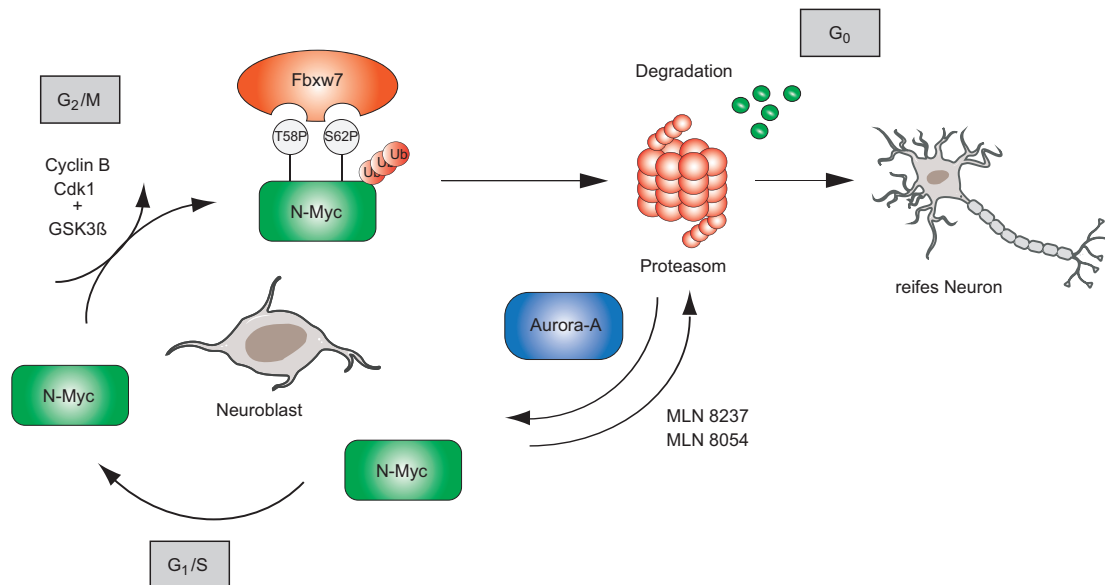 G0
Fbxw7
Degradation
G2/M
T58P
S62P
Ub
Ub
Ub
Cyclin B
Cdk1
+
GSK3ß
N-Myc
Proteasom
reifes Neuron
Aurora-A
N-Myc
Neuroblast
MLN 8237
MLN 8054
N-Myc
G1/S